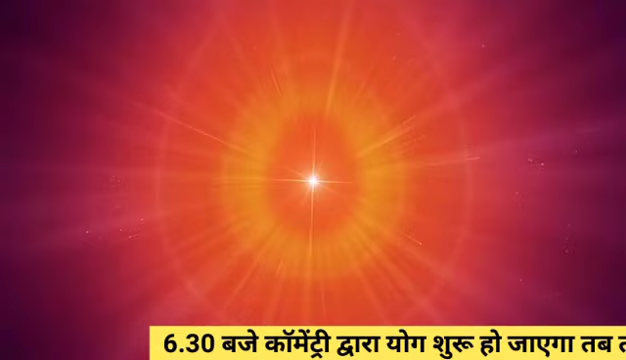 6.30 बजे कॉमेंट्री द्वारा योग शुरू हो जाएगा तब